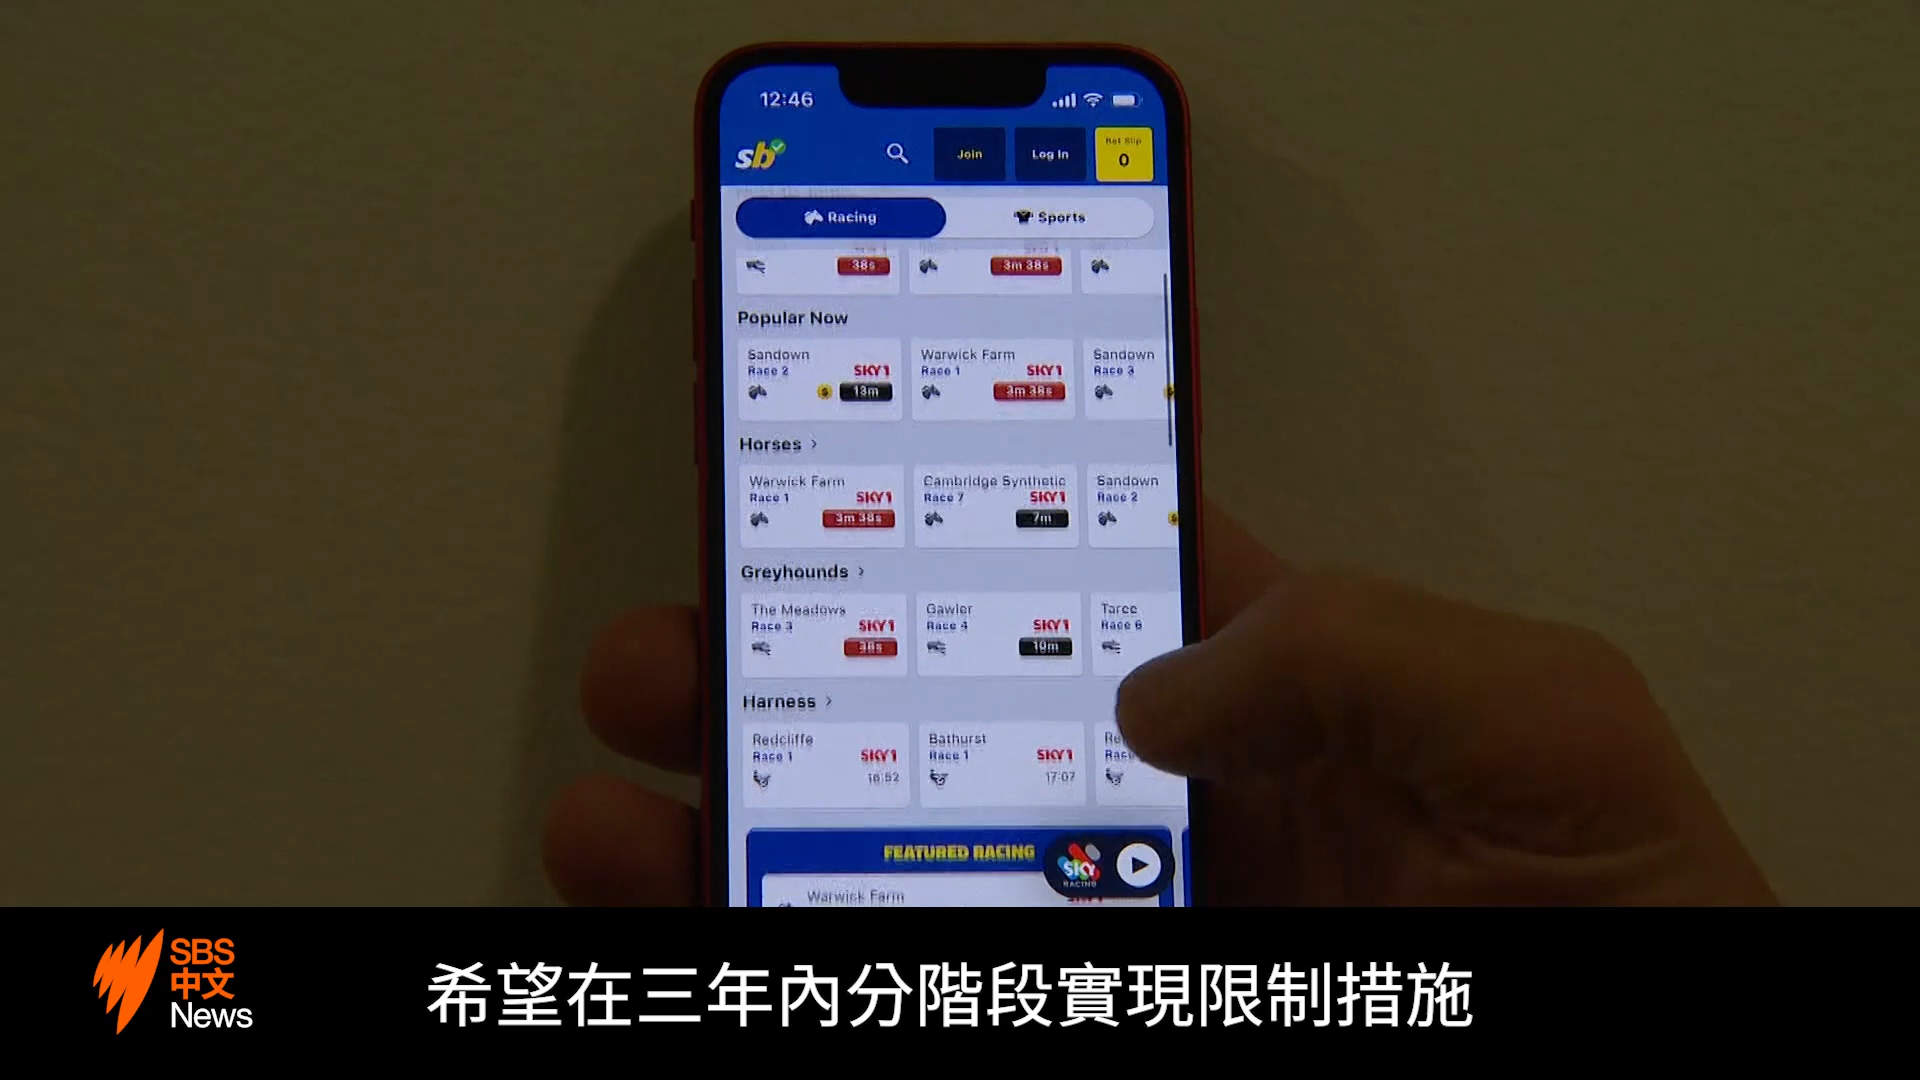 12:46
sb
Join
Log In
Bet Slip
0
Racing
Sports
38s
3m 38s
Popular Now
Sandown
Race 2
SKY1
13m
Warwick Farm
Race 1
SKY1
3m 38s
Sandown
Race 3
Horses
Warwick Farm
Race 1
SKY1
3m 38s
Cambridge Synthetic
Race 7
SKY1
7m
Sandown
Race 2
Greyhounds
The Meadows
Race 3
SKY1
38s
Gawler
Race 4
SKY1
10m
Taree
Race 6
Harness
Redcliffe
Race 1
SKY1
16:52
Bathurst
Race 1
SKY1
17:07
Race
FEATURED RACING
SKY
RACING
Warwick Farm
SBS
中文
News
希望在三年內分階段實現限制措施